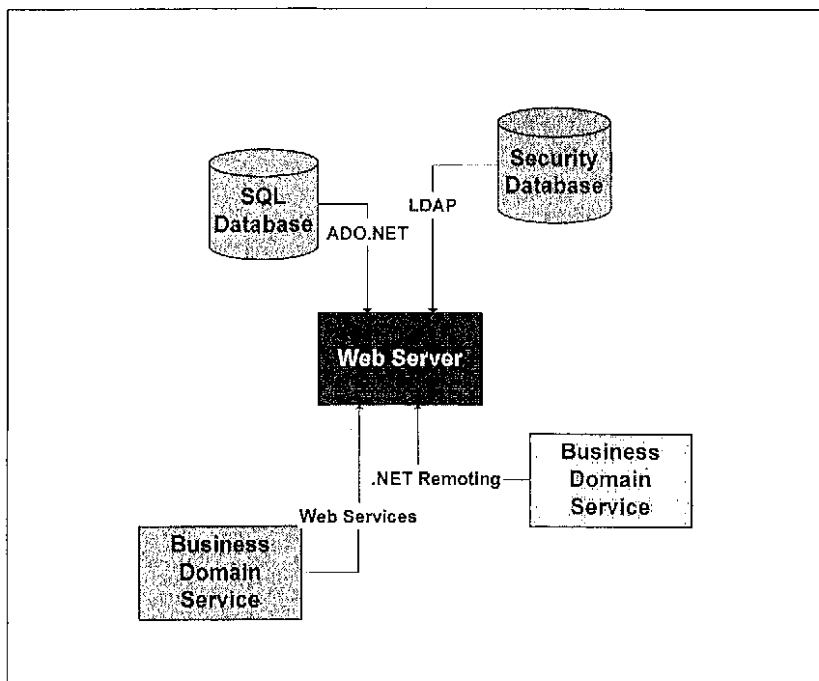 Security
Database
SQL
Database
LDAP
ADO.NET
Web Server
Business
Domain
Service
.NET Remoting
Web Services
Business
Domain
Service